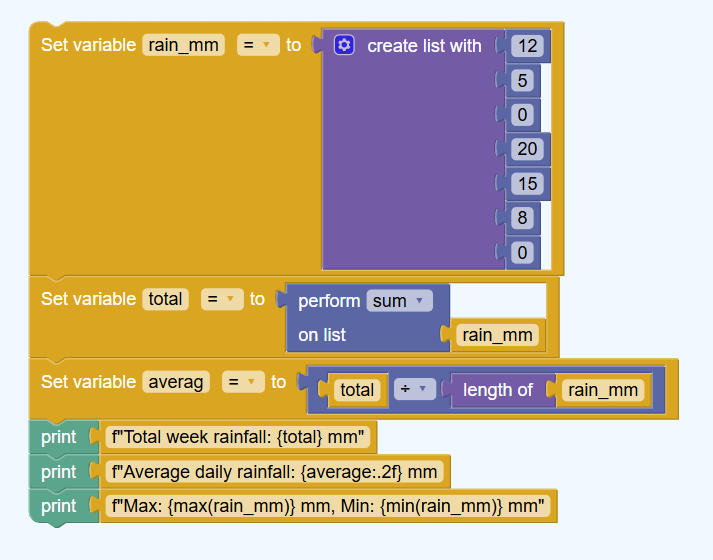 Set variable rain_mm = to create list with 12
5
0
20
15
8
0
Set variable total = to perform sum
on list rain_mm
Set variable averag = to total ÷ length of rain_mm
print f"Total week rainfall: {total} mm"
print f"Average daily rainfall: {average:.2f} mm
print f"Max: {max(rain_mm)} mm, Min: {min(rain_mm)} mm"